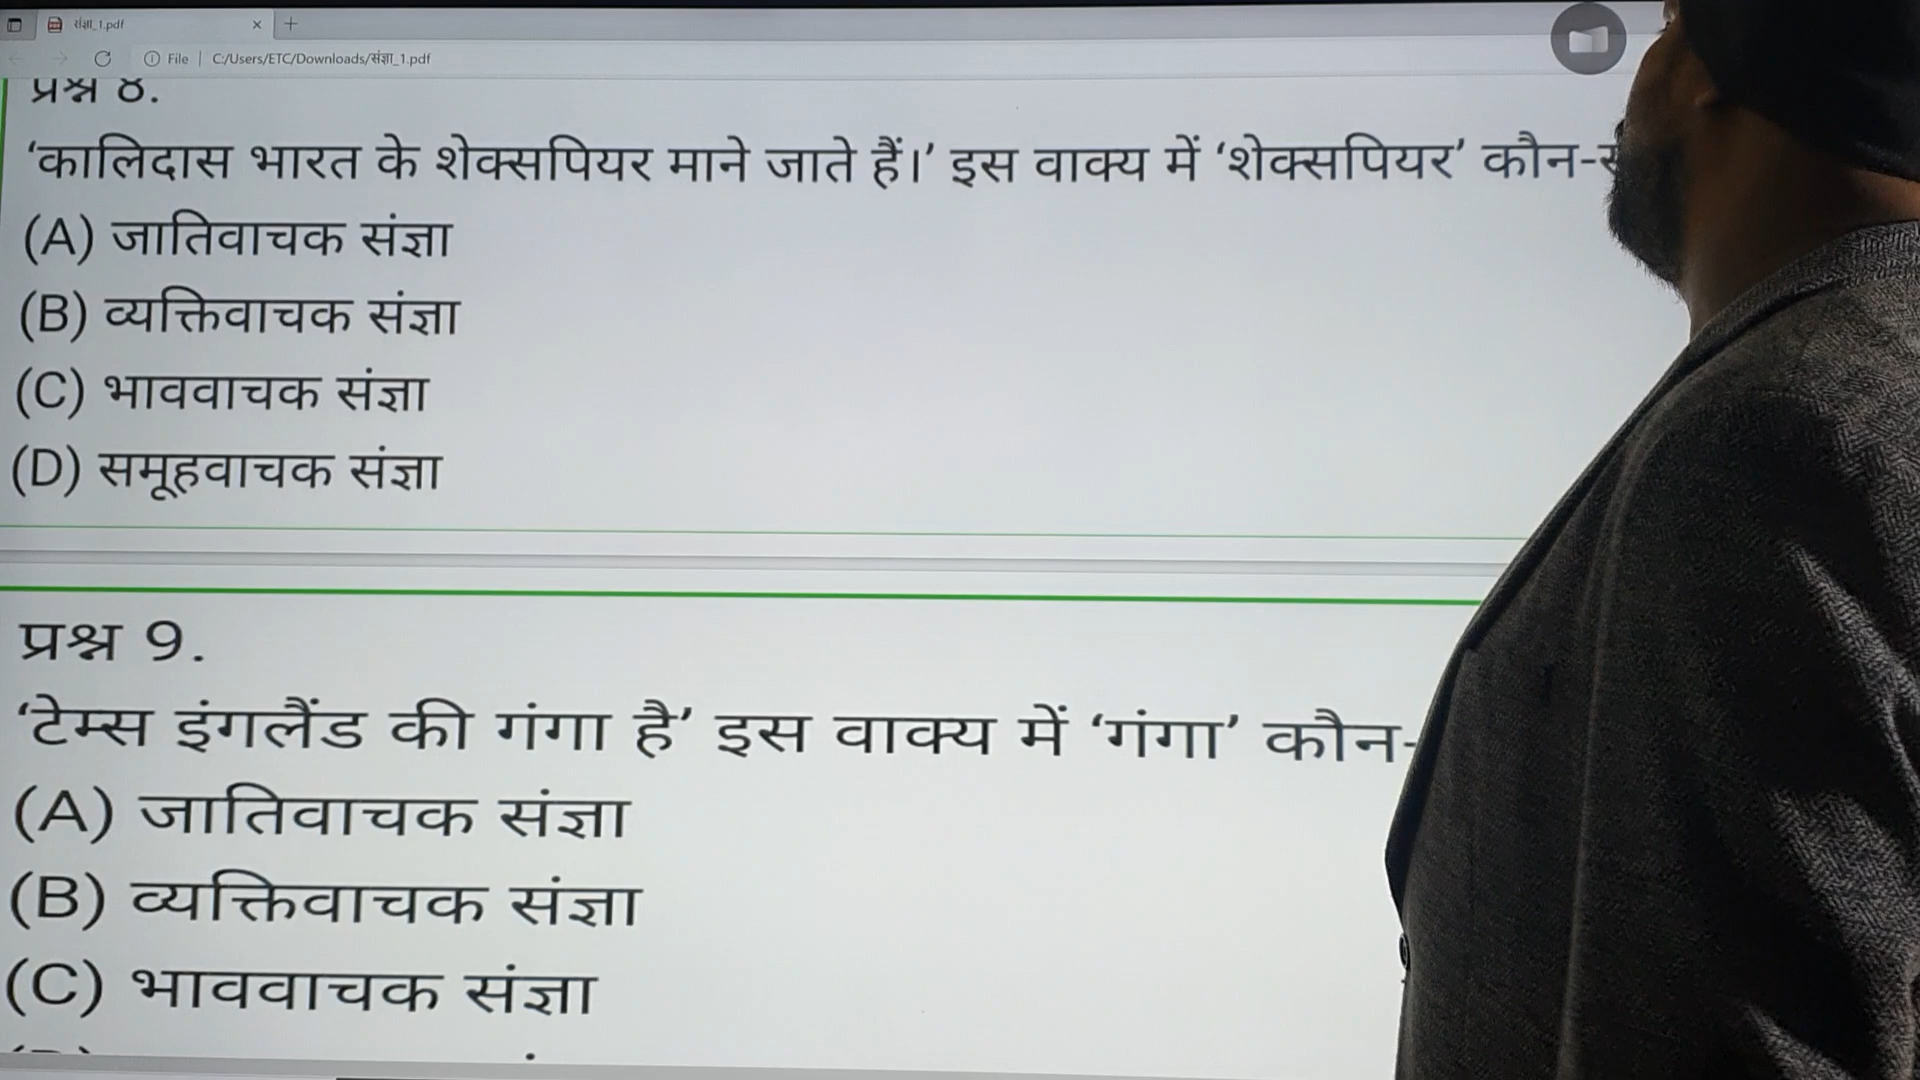 संज्ञा_1.pdf
File | C:/Users/ETC/Downloads/संज्ञा_1.pdf
प्रश्न 8.
‘कालिदास भारत के शेक्सपियर माने जाते हैं।’ इस वाक्य में ‘शेक्सपियर’ कौन-
(A) जातिवाचक संज्ञा
(B) व्यक्तिवाचक संज्ञा
(C) भाववाचक संज्ञा
(D) समूहवाचक संज्ञा
प्रश्न 9.
‘टेम्स इंगलैंड की गंगा है’ इस वाक्य में ‘गंगा’ कौन-
(A) जातिवाचक संज्ञा
(B) व्यक्तिवाचक संज्ञा
(C) भाववाचक संज्ञा